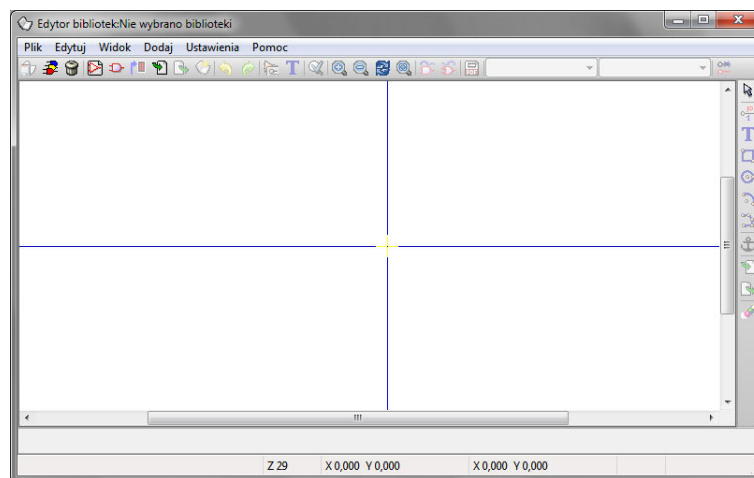 Edytor bibliotek:Nie wybrano biblioteki
Plik Edytuj Widok Dodaj Ustawienia Pomoc
Z 29 X 0,000 Y 0,000 X 0,000 Y 0,000